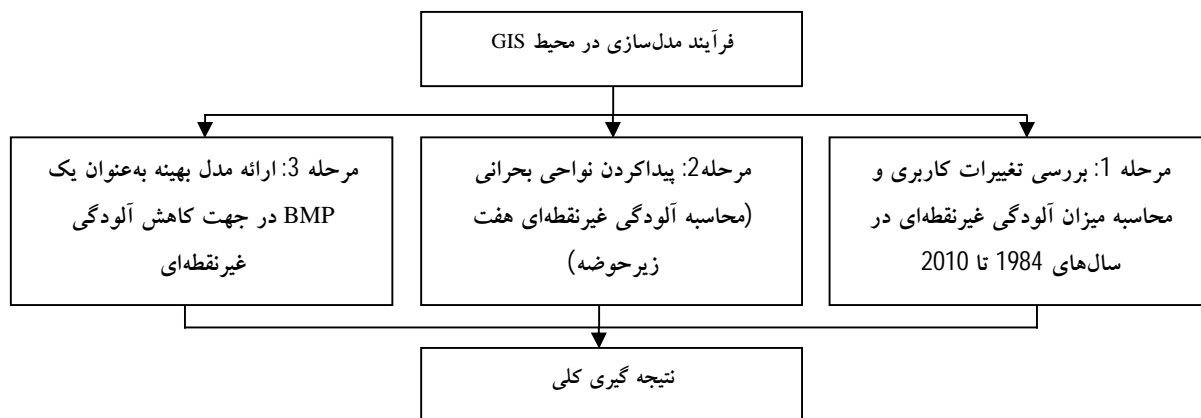 فرآیند مدل‌سازی در محیط GIS
مرحله 1: بررسی تغییرات کاربری و
محاسبه میزان آلودگی غیرنقطه‌ای در
سال‌های 1984 تا 2010
مرحله2: پیداکردن نواحی بحرانی
(محاسبه آلودگی غیرنقطه‌ای هفت
زیرحوضه)
مرحله 3: ارائه مدل بهینه به‌عنوان یک
BMP در جهت کاهش آلودگی
غیرنقطه‌ای
نتیجه گیری کلی